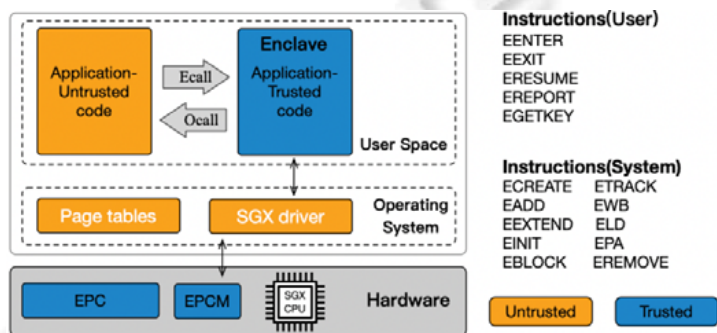 Application-
Untrusted
code
Ecall
Ocall
Enclave
Application-
Trusted
code
User Space
Page tables
SGX driver
Operating
System
EPC
EPCM
SGX
CPU
Hardware
Instructions(User)
EENTER
EEXIT
ERESUME
EREPORT
EGETKEY
Instructions(System)
ECREATE ETRACK
EADD EWB
EEXTEND ELD
EINIT EPA
EBLOCK EREMOVE
Untrusted
Trusted